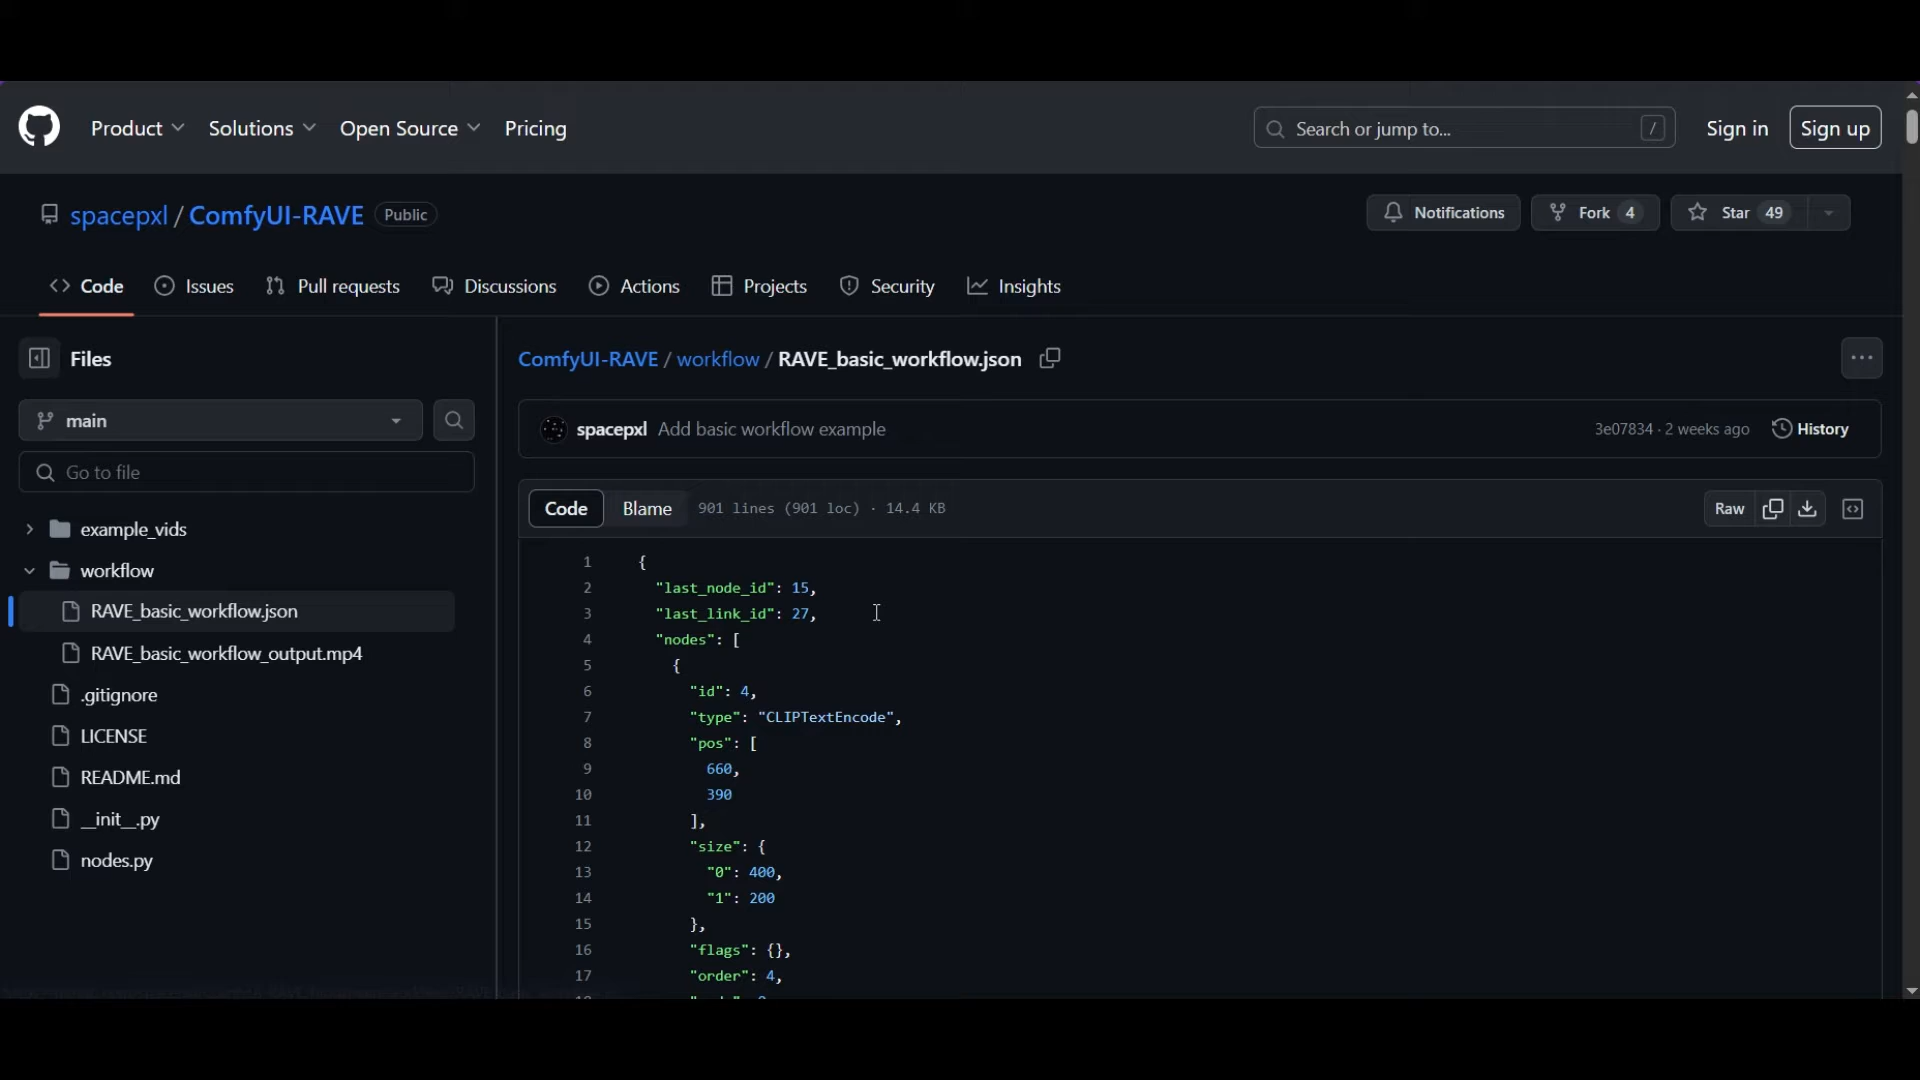 Product Solutions Open Source Pricing Search or jump to... / Sign in Sign up
spacepxl / ComfyUI-RAVE Public Notifications Fork 4 Star 49
Code Issues Pull requests Discussions Actions Projects Security Insights
Files
main
Go to file
example_vids
workflow
RAVE_basic_workflow.json
RAVE_basic_workflow_output.mp4
.gitignore
LICENSE
README.md
__init__.py
nodes.py
ComfyUI-RAVE / workflow / RAVE_basic_workflow.json
spacepxl Add basic workflow example 3e07834 · 2 weeks ago History
Code Blame 901 lines (901 loc) · 14.4 KB Raw
1 {
2 "last_node_id": 15,
3 "last_link_id": 27,
4 "nodes": [
5 {
6 "id": 4,
7 "type": "CLIPTextEncode",
8 "pos": [
9 660,
10 390
11 ],
12 "size": {
13 "0": 400,
14 "1": 200
15 },
16 "flags": {},
17 "order": 4,